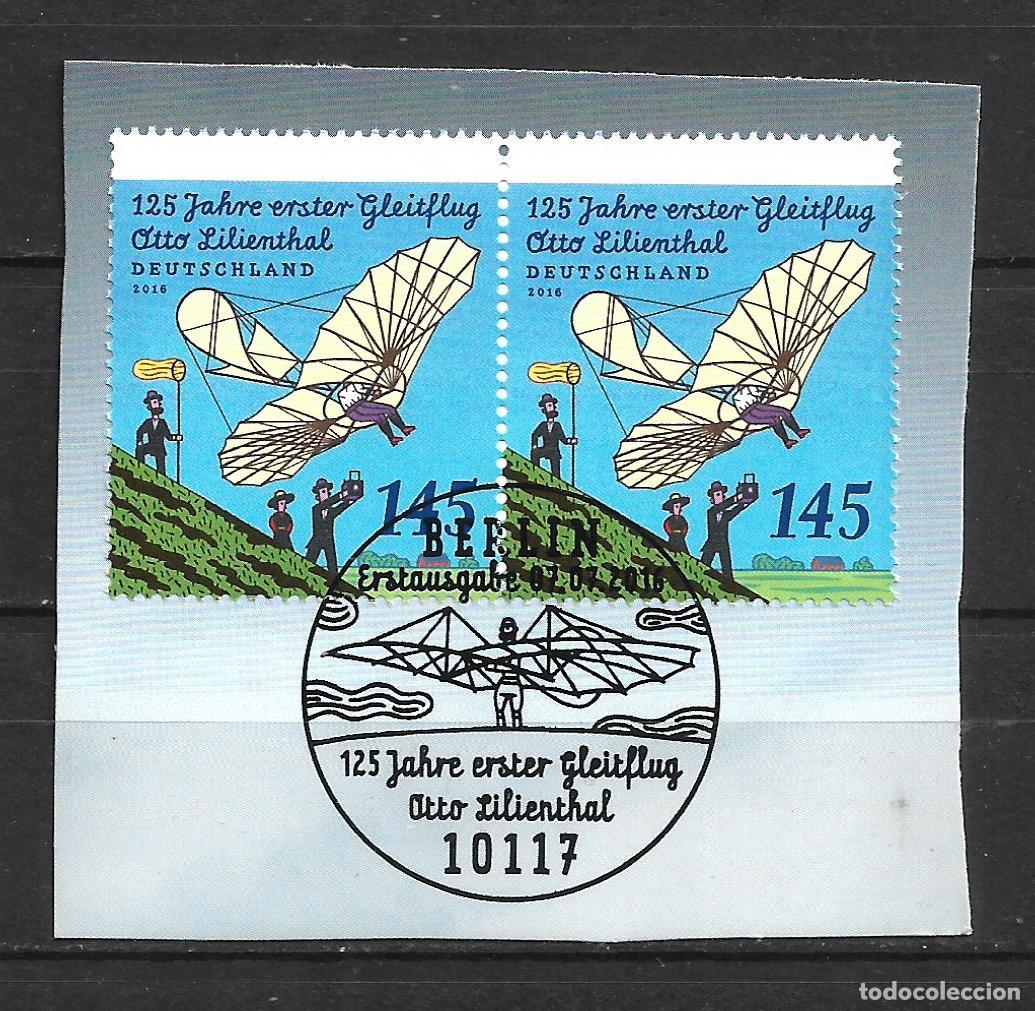 125 Jahre erster Gleitflug
Otto Lilienthal
DEUTSCHLAND
2016
145
125 Jahre erster Gleitflug
Otto Lilienthal
DEUTSCHLAND
2016
145
BERLIN
Erstausgabe 07.07.2016
125 Jahre erster Gleitflug
Otto Lilienthal
10117
todocoleccion